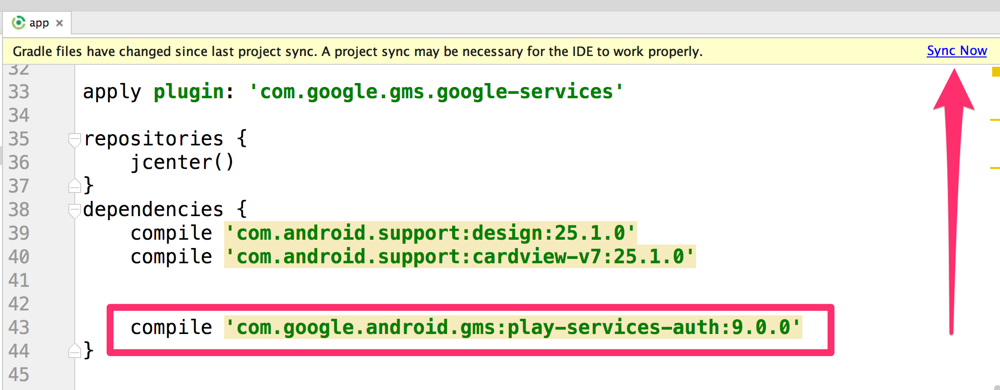 app
Gradle files have changed since last project sync. A project sync may be necessary for the IDE to work properly. Sync Now
32
33 apply plugin: 'com.google.gms.google-services'
34
35 repositories {
36 jcenter()
37 }
38 dependencies {
39 compile 'com.android.support:design:25.1.0'
40 compile 'com.android.support:cardview-v7:25.1.0'
41
42
43 compile 'com.google.android.gms:play-services-auth:9.0.0'
44 }
45